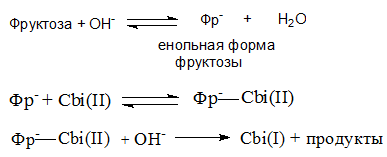 Фруктоза + OH⁻ ⇌ Фр⁻ + H₂O
енольная форма
фруктозы
Фр⁻ + Cbi(II) ⇌ Фр⁻—Cbi(II)
Фр⁻—Cbi(II) + OH⁻ → Cbi(I) + продукты